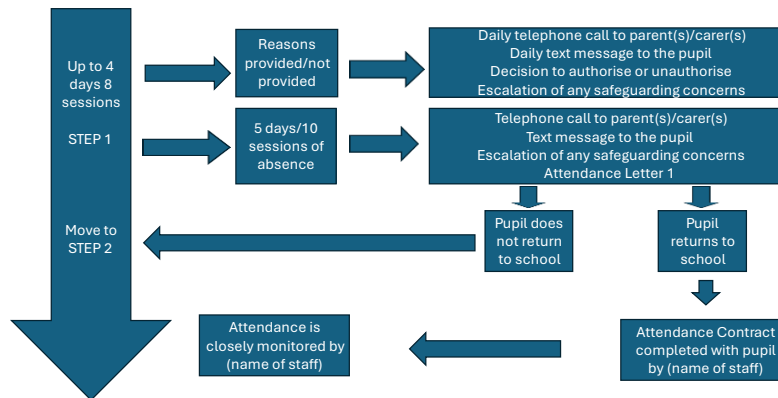 Up to 4
days 8
sessions
Reasons
provided/not
provided
Daily telephone call to parent(s)/carer(s)
Daily text message to the pupil
Decision to authorise or unauthorise
Escalation of any safeguarding concerns
STEP 1
5 days/10
sessions of
absence
Telephone call to parent(s)/carer(s)
Text message to the pupil
Escalation of any safeguarding concerns
Attendance Letter 1
Move to
STEP 2
Pupil does
not return
to school
Pupil
returns to
school
Attendance is
closely monitored by
(name of staff)
Attendance Contract
completed with pupil
by (name of staff)